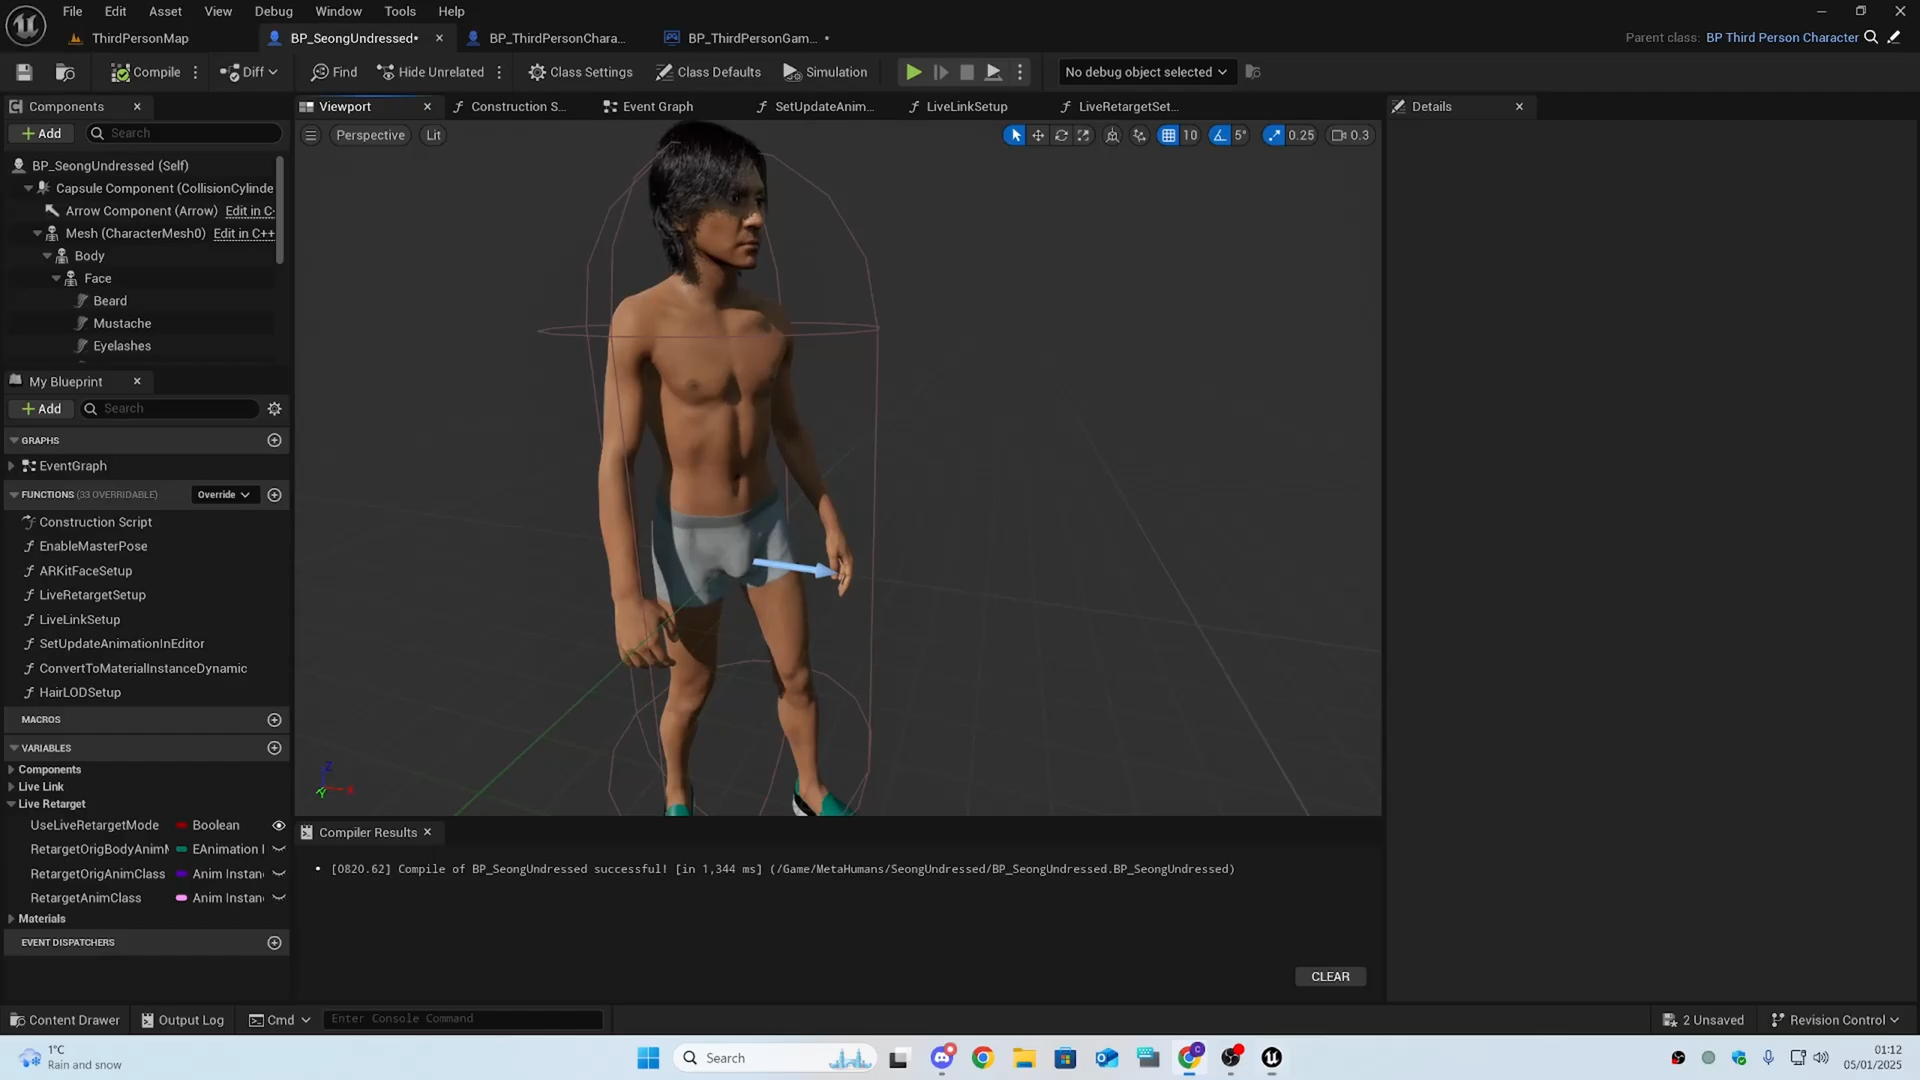 File Edit Asset View Debug Window Tools Help
ThirdPersonMap BP_SeongUndressed• BP_ThirdPersonChara... BP_ThirdPersonGam... •
Parent class: BP Third Person Character
Compile Diff Find Hide Unrelated Class Settings Class Defaults Simulation No debug object selected
Components
Viewport Construction S... Event Graph SetUpdateAnim... LiveLinkSetup LiveRetargetSet...
Details
Add Search
Perspective Lit 10 5° 0.25 0.3
BP_SeongUndressed (Self)
Capsule Component (CollisionCylinde
Arrow Component (Arrow) Edit in C-
Mesh (CharacterMesh0) Edit in C++
Body
Face
Beard
Mustache
Eyelashes
My Blueprint
Add Search
GRAPHS
EventGraph
FUNCTIONS (33 OVERRIDABLE) Override
Construction Script
EnableMasterPose
ARKitFaceSetup
LiveRetargetSetup
LiveLinkSetup
SetUpdateAnimationInEditor
ConvertToMaterialInstanceDynamic
HairLODSetup
MACROS
VARIABLES
Components
Live Link
Live Retarget
UseLiveRetargetMode Boolean
RetargetOrigBodyAnimM EAnimation I
RetargetOrigAnimClass Anim Instan
RetargetAnimClass Anim Instan
Materials
EVENT DISPATCHERS
Z
X
Y
Compiler Results
• [0820.62] Compile of BP_SeongUndressed successful! [in 1,344 ms] (/Game/MetaHumans/SeongUndressed/BP_SeongUndressed.BP_SeongUndressed)
CLEAR
Content Drawer Output Log Cmd Enter Console Command 2 Unsaved Revision Control
1°C
Rain and snow
Search
01:12
05/01/2025